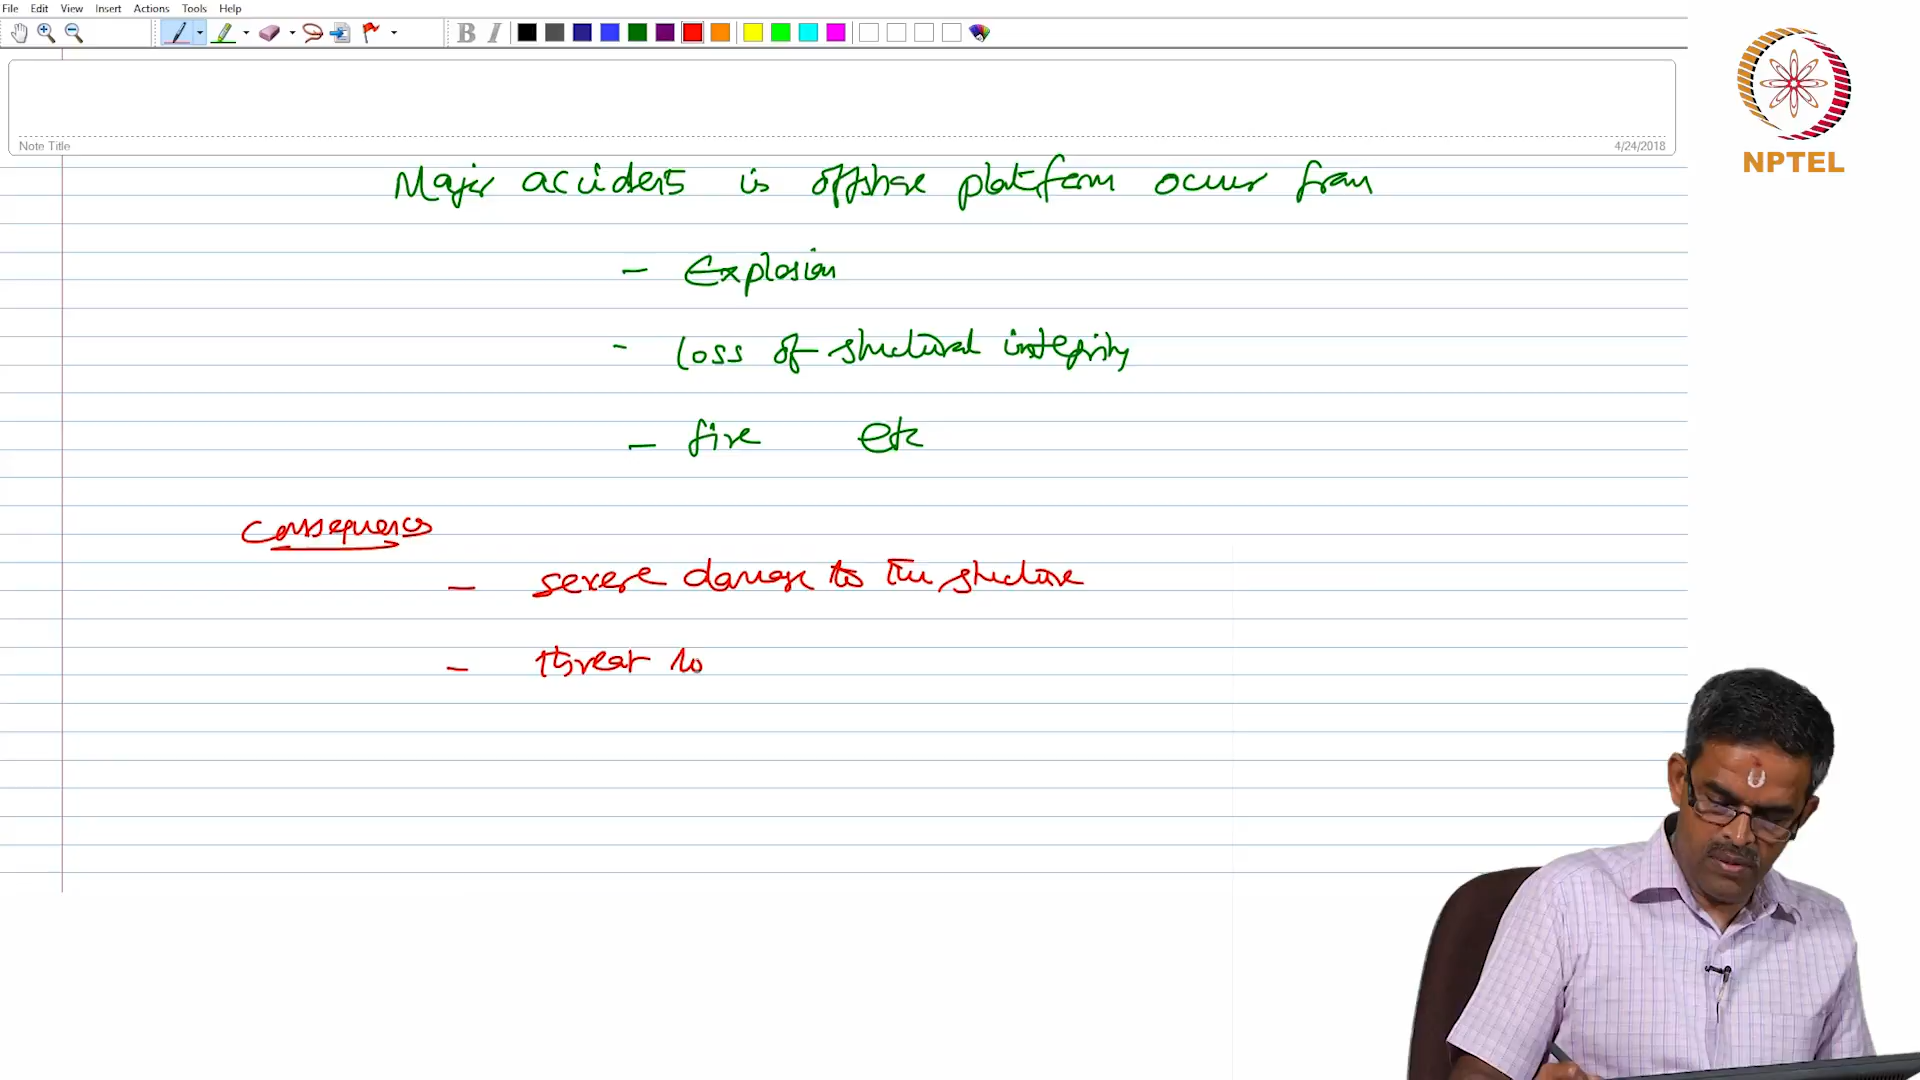 File Edit View Insert Actions Tools Help
B I
Note Title
4/24/2018
NPTEL
Major accidents in offshore platform occur from
- Explosion
- loss of structural integrity
- fire etc
Consequences
- severe damage to the structure
- threat to